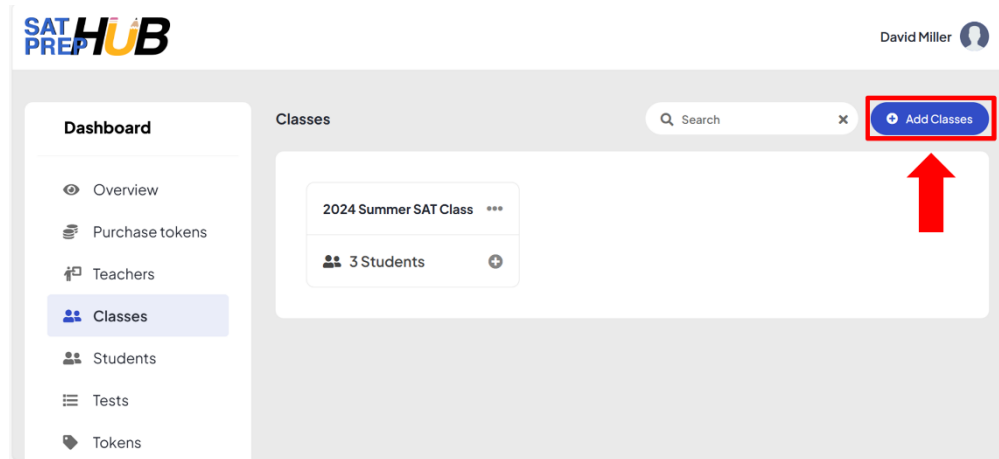 SAT
PREP HUB
David Miller
Dashboard
Classes
Search
Add Classes
Overview
Purchase tokens
Teachers
Classes
Students
Tests
Tokens
2024 Summer SAT Class
3 Students